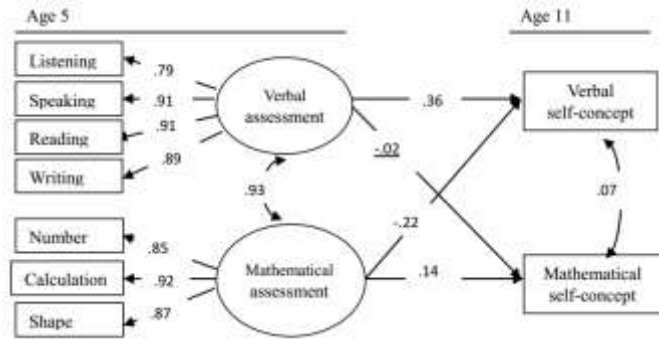 Age 5 Age 11
Listening
Speaking
Reading
Writing
.79
.91
.91
.89
Verbal
assessment
.36
-.02
Verbal
self-concept
.93
.07
Number
Calculation
Shape
.85
.92
.87
Mathematical
assessment
-.22
.14
Mathematical
self-concept